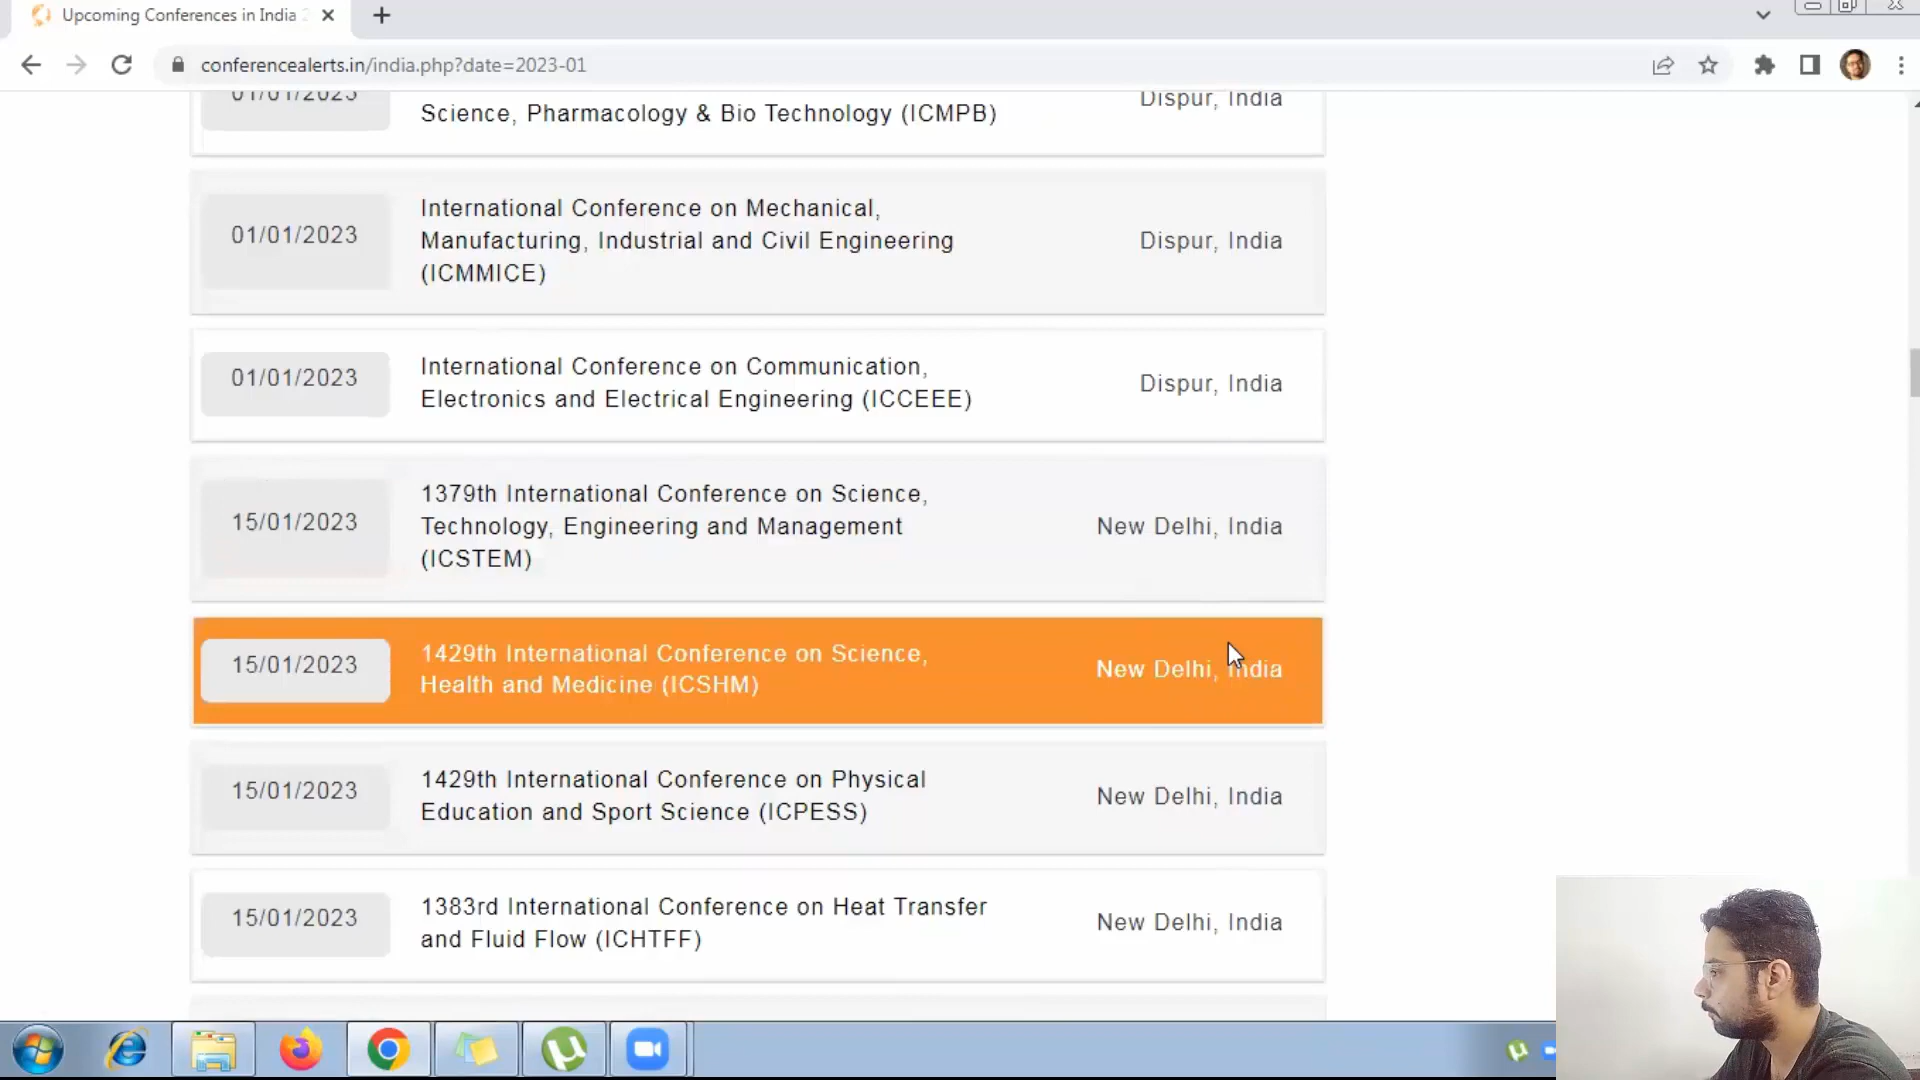 Upcoming Conferences in India
conferencealerts.in/india.php?date=2023-01
01/01/2023
Science, Pharmacology & Bio Technology (ICMPB)
Dispur, India
01/01/2023
International Conference on Mechanical,
Manufacturing, Industrial and Civil Engineering
(ICMMICE)
Dispur, India
01/01/2023
International Conference on Communication,
Electronics and Electrical Engineering (ICCEEE)
Dispur, India
15/01/2023
1379th International Conference on Science,
Technology, Engineering and Management
(ICSTEM)
New Delhi, India
15/01/2023
1429th International Conference on Science,
Health and Medicine (ICSHM)
New Delhi, India
15/01/2023
1429th International Conference on Physical
Education and Sport Science (ICPESS)
New Delhi, India
15/01/2023
1383rd International Conference on Heat Transfer
and Fluid Flow (ICHTFF)
New Delhi, India